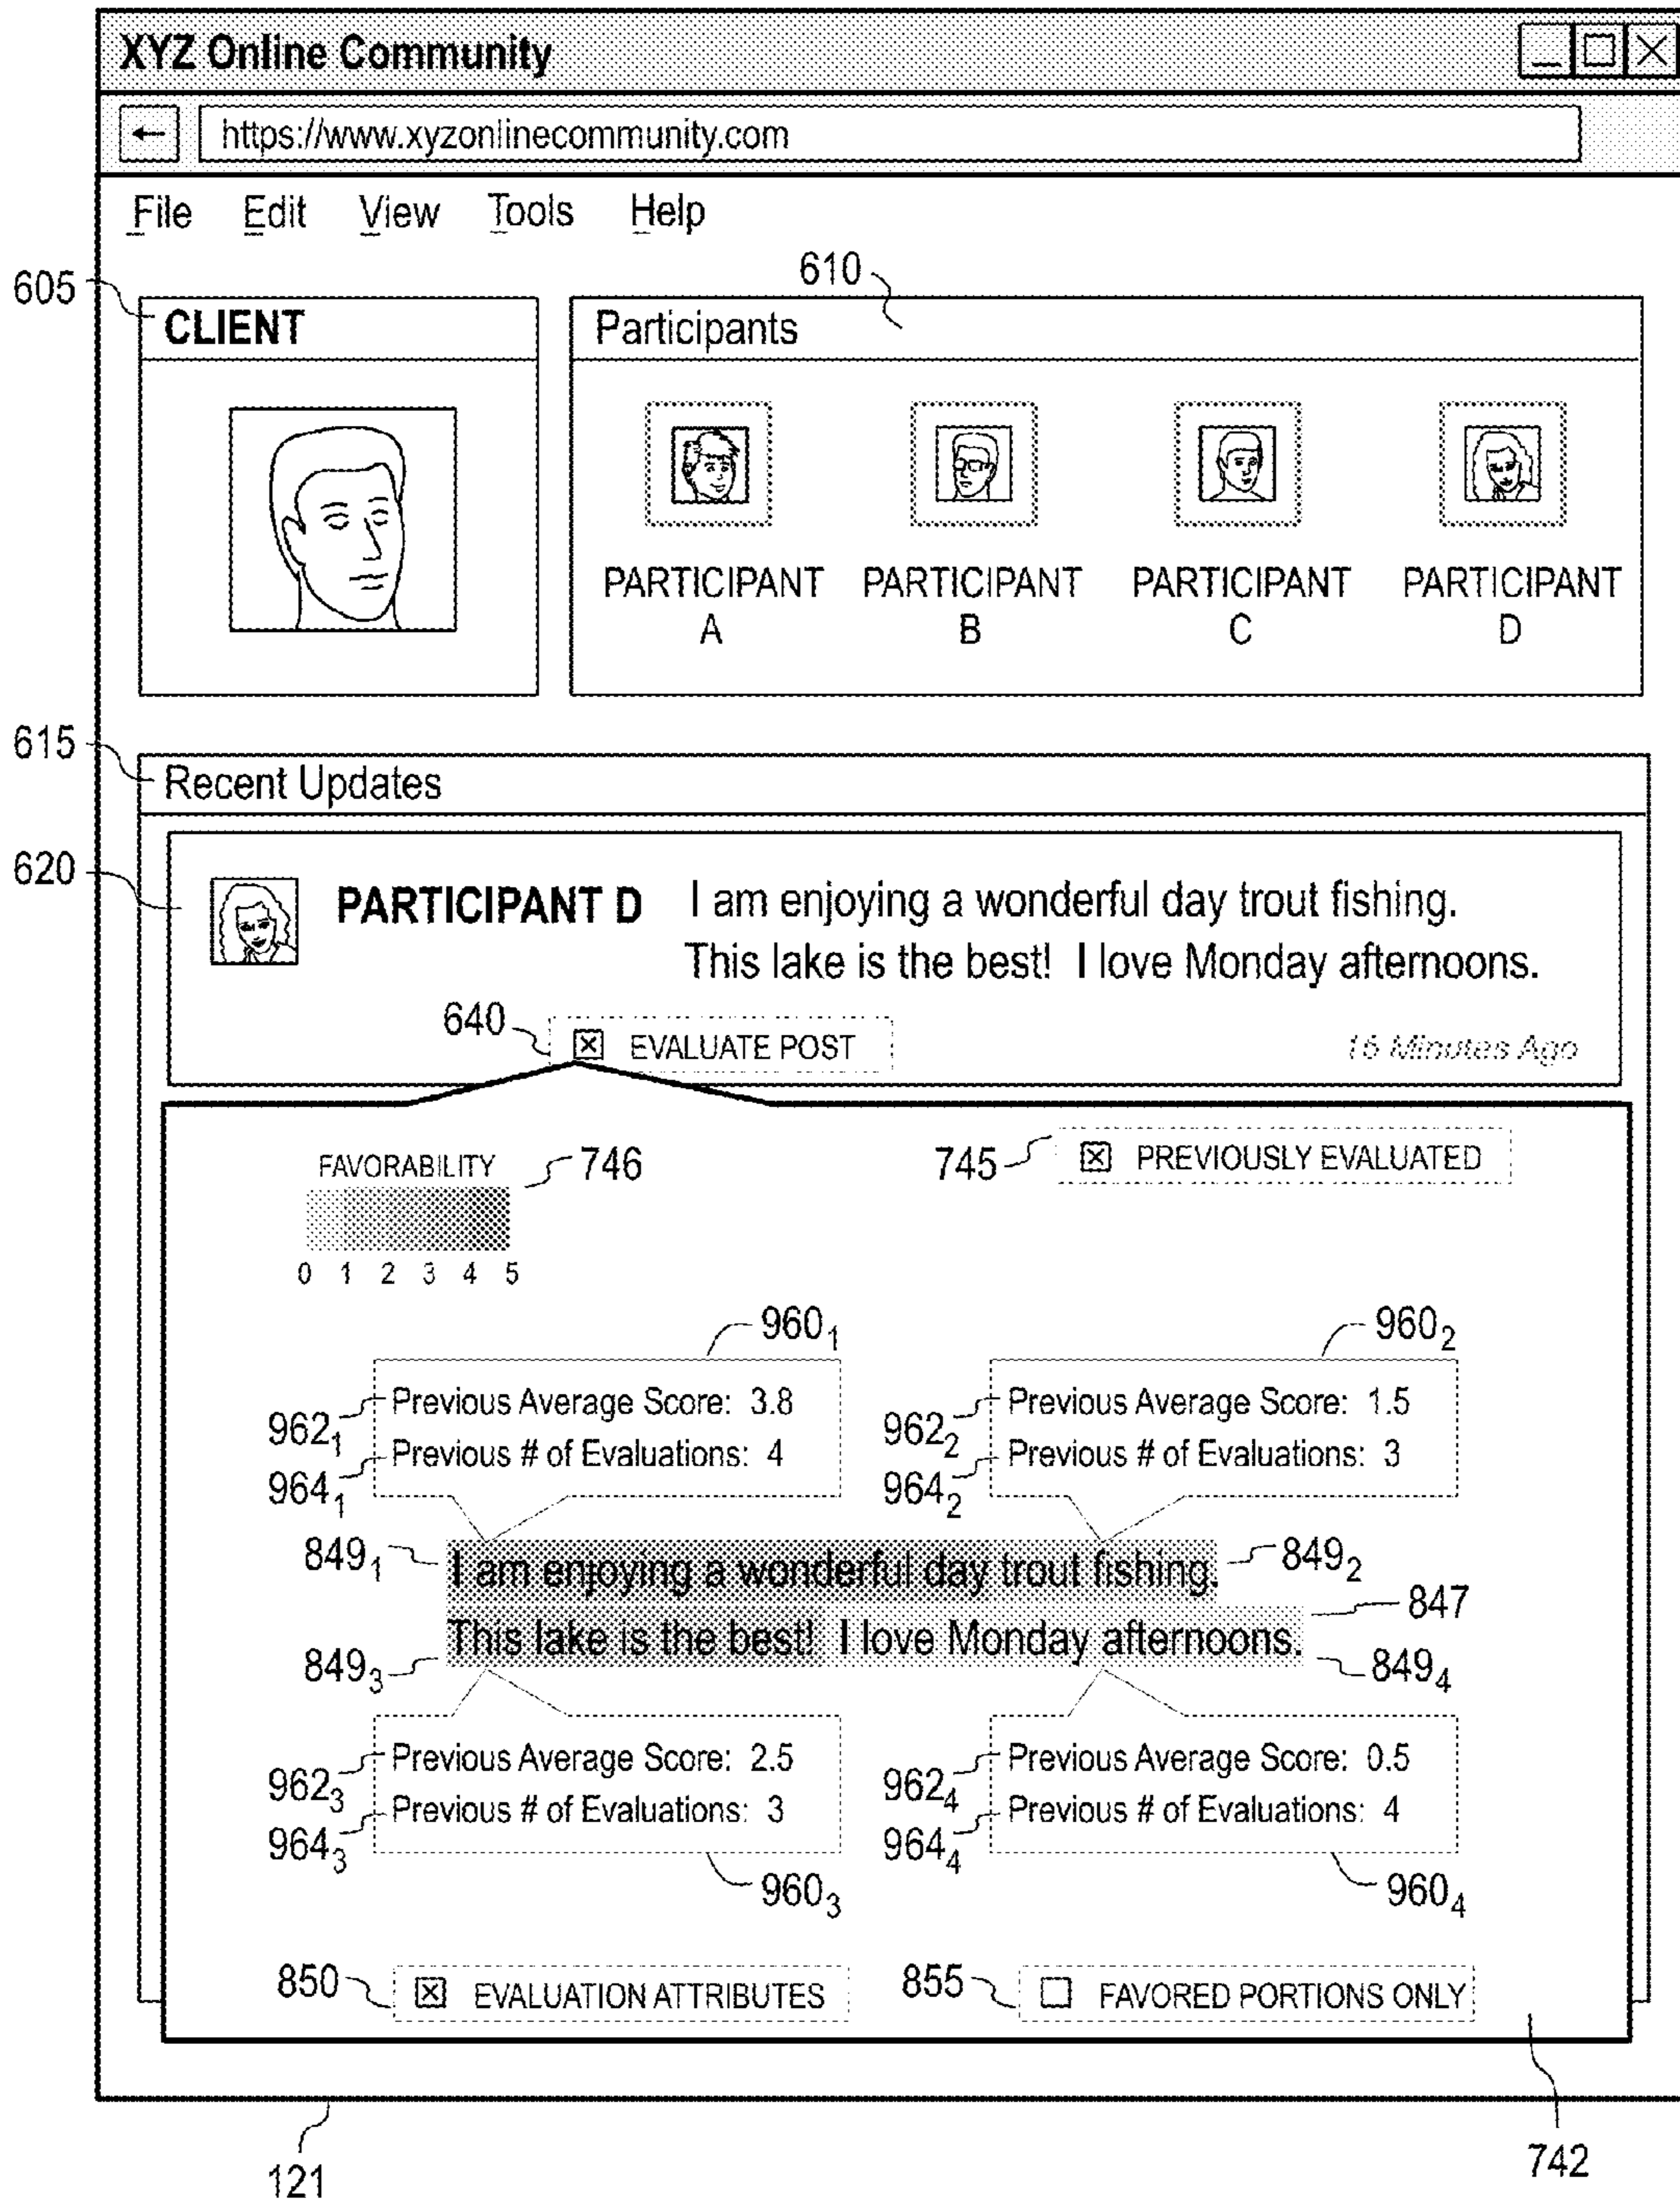 XYZ Online Community
https://www.xyzonlinecommunity.com
File Edit View Tools Help
605
610
CLIENT
Participants
PARTICIPANT A
PARTICIPANT B
PARTICIPANT C
PARTICIPANT D
615
Recent Updates
620
PARTICIPANT D
I am enjoying a wonderful day trout fishing.
This lake is the best! I love Monday afternoons.
640
EVALUATE POST
16 Minutes Ago
FAVORABILITY
746
745
PREVIOUSLY EVALUATED
0 1 2 3 4 5
960₁
960₂
962₁
Previous Average Score: 3.8
964₁
Previous # of Evaluations: 4
962₂
Previous Average Score: 1.5
964₂
Previous # of Evaluations: 3
849₁
I am enjoying a wonderful day trout fishing.
849₂
847
849₃
This lake is the best! I love Monday afternoons.
849₄
962₃
Previous Average Score: 2.5
964₃
Previous # of Evaluations: 3
962₄
Previous Average Score: 0.5
964₄
Previous # of Evaluations: 4
960₃
960₄
850
EVALUATION ATTRIBUTES
855
FAVORED PORTIONS ONLY
121
742